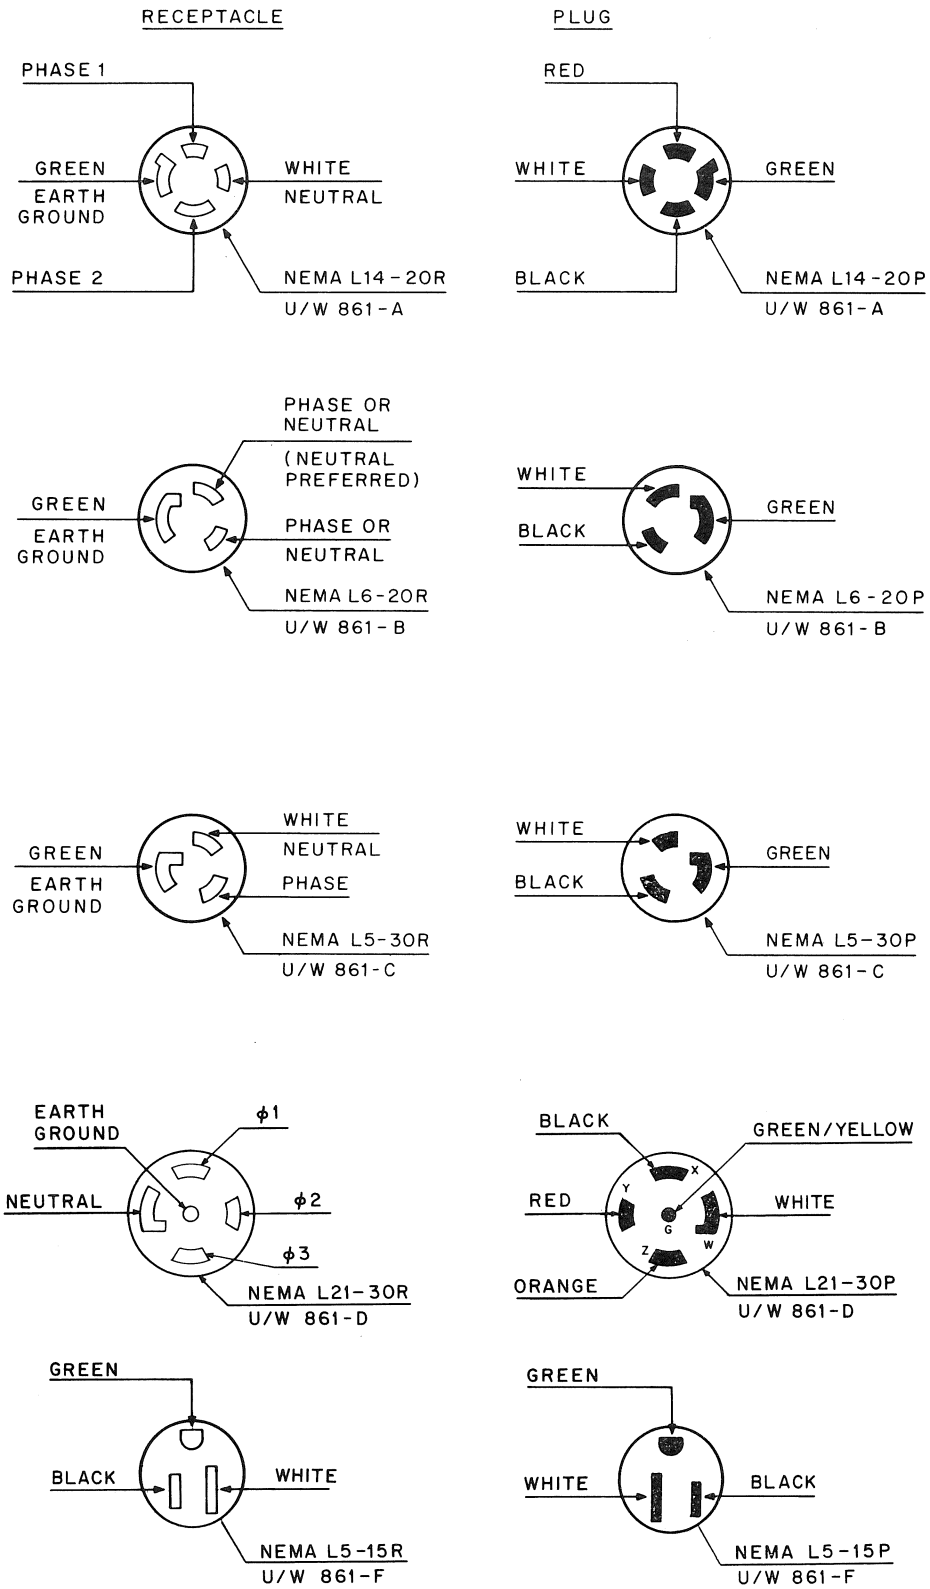 RECEPTACLE
PLUG
PHASE 1
GREEN
EARTH
GROUND
PHASE 2
WHITE
NEUTRAL
NEMA L14-20R
U/W 861-A
RED
WHITE
GREEN
BLACK
NEMA L14-20P
U/W 861-A
PHASE OR
NEUTRAL
(NEUTRAL
PREFERRED)
GREEN
EARTH
GROUND
PHASE OR
NEUTRAL
NEMA L6-20R
U/W 861-B
WHITE
BLACK
GREEN
NEMA L6-20P
U/W 861-B
WHITE
NEUTRAL
GREEN
EARTH
GROUND
PHASE
NEMA L5-30R
U/W 861-C
WHITE
BLACK
GREEN
NEMA L5-30P
U/W 861-C
EARTH
GROUND
φ1
NEUTRAL
φ2
φ3
NEMA L21-30R
U/W 861-D
BLACK
GREEN/YELLOW
X
Y
RED
G
W
WHITE
Z
ORANGE
NEMA L21-30P
U/W 861-D
GREEN
BLACK
WHITE
NEMA L5-15R
U/W 861-F
GREEN
WHITE
BLACK
NEMA L5-15P
U/W 861-F